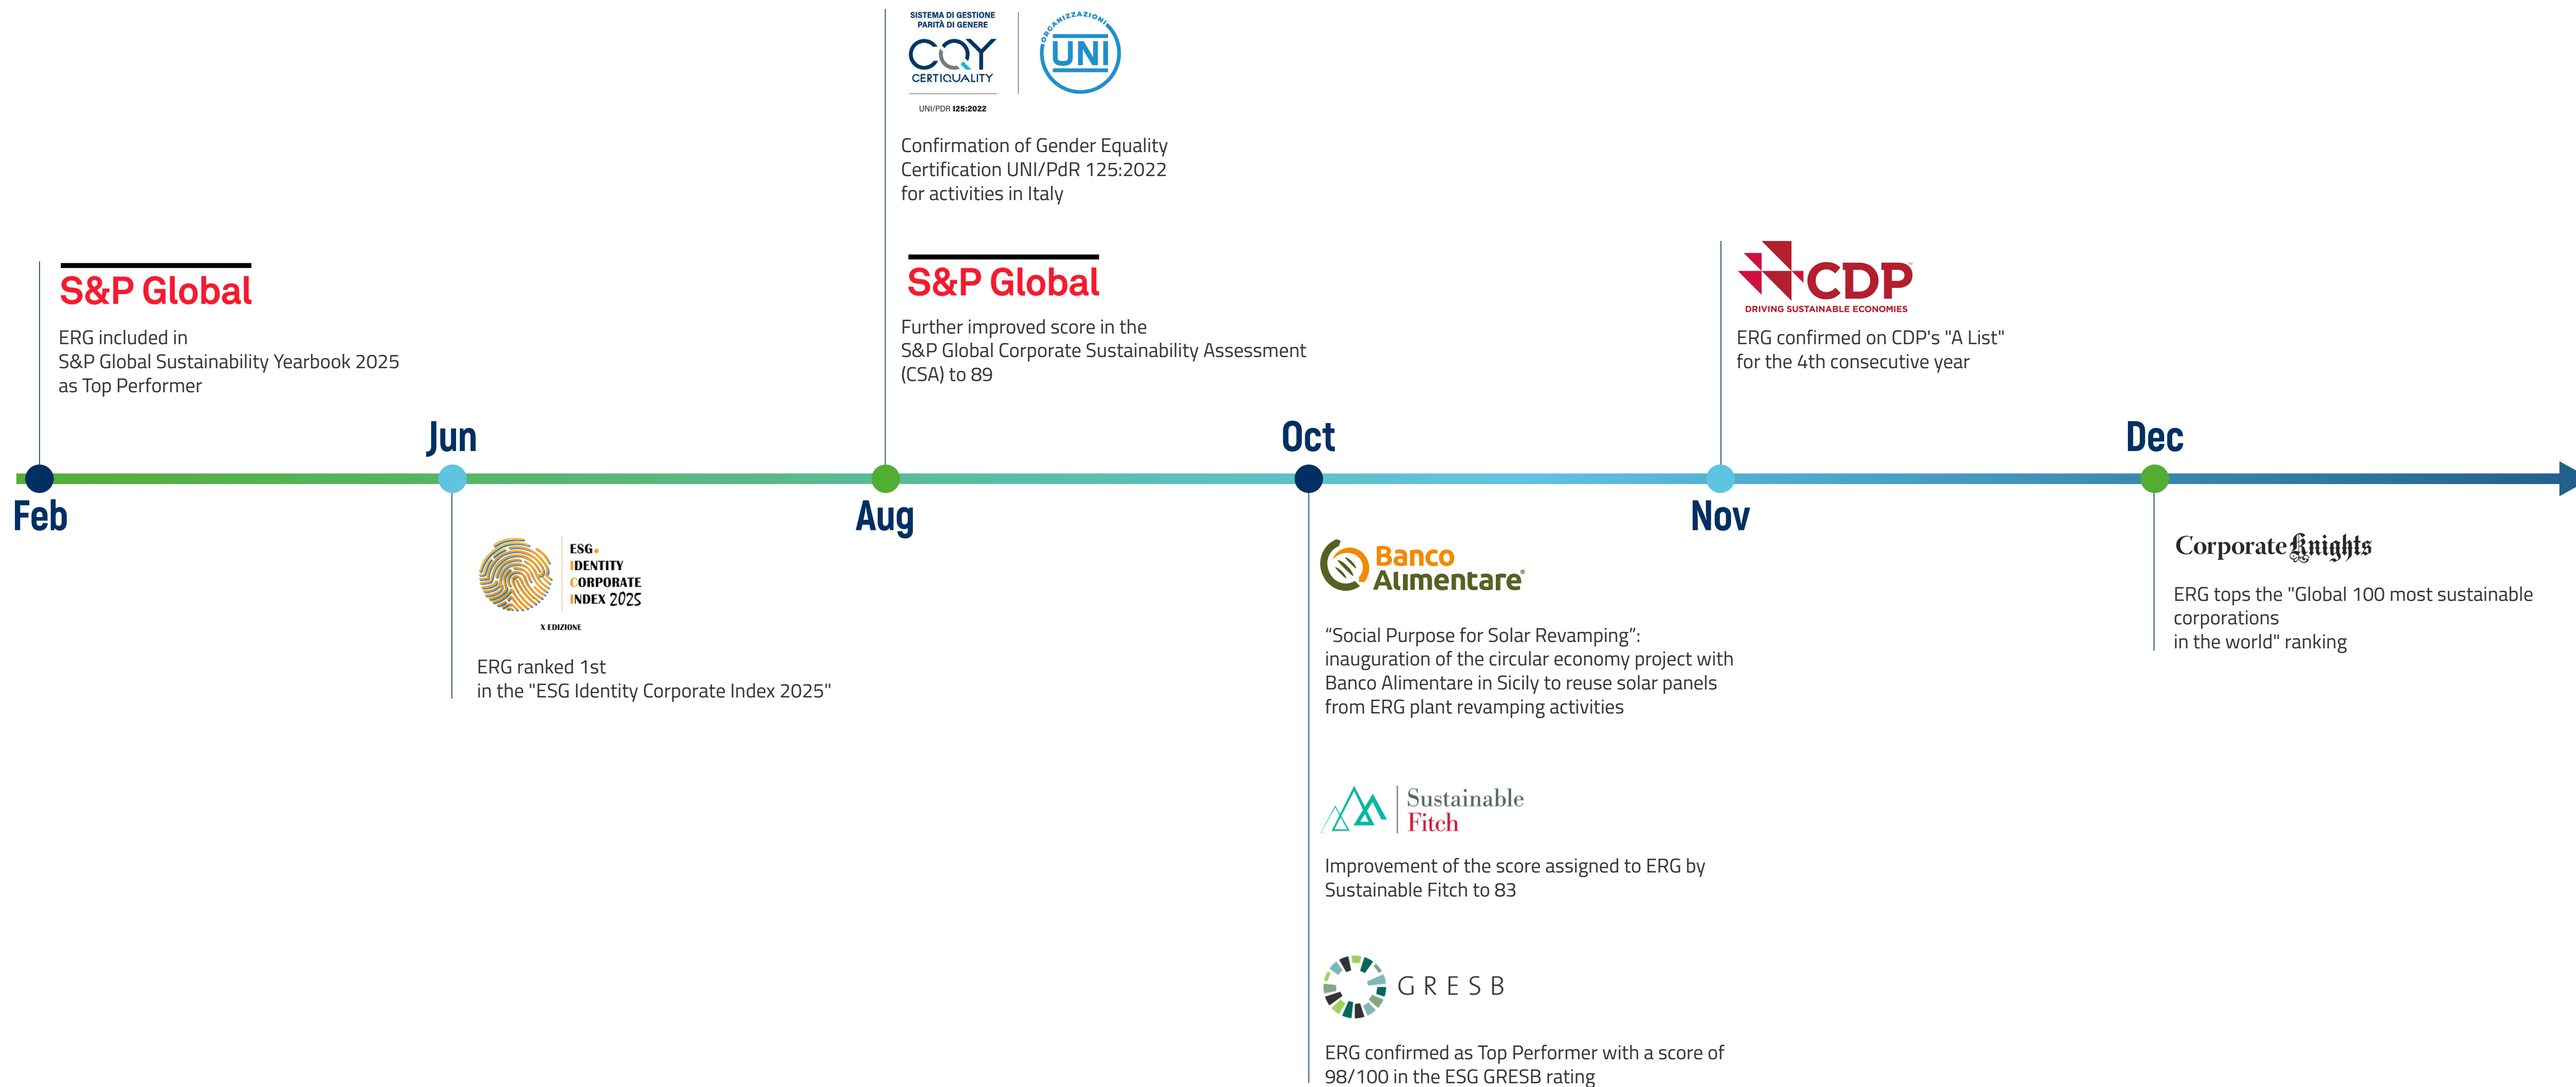 Feb
S&P Global
ERG included in
S&P Global Sustainability Yearbook 2025
as Top Performer
Jun
ESG
IDENTITY
CORPORATE
INDEX 2025
X EDIZIONE
ERG ranked 1st
in the "ESG Identity Corporate Index 2025"
Aug
SISTEMA DI GESTIONE
PARITÀ DI GENERE
CQY
CERTIQUALITY
UNI/PDR 125:2022
ORGANIZZAZIONI
UNI
Confirmation of Gender Equality
Certification UNI/PdR 125:2022
for activities in Italy
S&P Global
Further improved score in the
S&P Global Corporate Sustainability Assessment
(CSA) to 89
Oct
Banco
Alimentare®
“Social Purpose for Solar Revamping”:
inauguration of the circular economy project with
Banco Alimentare in Sicily to reuse solar panels
from ERG plant revamping activities
Sustainable
Fitch
Improvement of the score assigned to ERG by
Sustainable Fitch to 83
GRESB
ERG confirmed as Top Performer with a score of
98/100 in the ESG GRESB rating
Nov
CDP
DRIVING SUSTAINABLE ECONOMIES
ERG confirmed on CDP's "A List"
for the 4th consecutive year
Dec
Corporate Knights
ERG tops the "Global 100 most sustainable
corporations
in the world" ranking